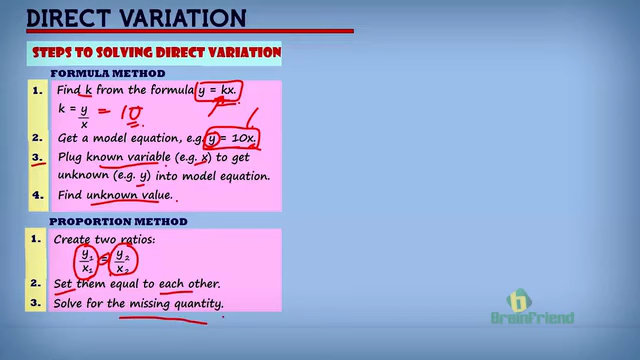 DIRECT VARIATION
STEPS TO SOLVING DIRECT VARIATION
FORMULA METHOD
1. Find k from the formula y = kx.
k = y/x = 10
2. Get a model equation, e.g. y = 10x.
3. Plug known variable (e.g. x) to get
unknown (e.g. y) into model equation.
4. Find unknown value.
PROPORTION METHOD
1. Create two ratios:
y₁/x₁ = y₂/x₂
2. Set them equal to each other.
3. Solve for the missing quantity.
BrainFriend